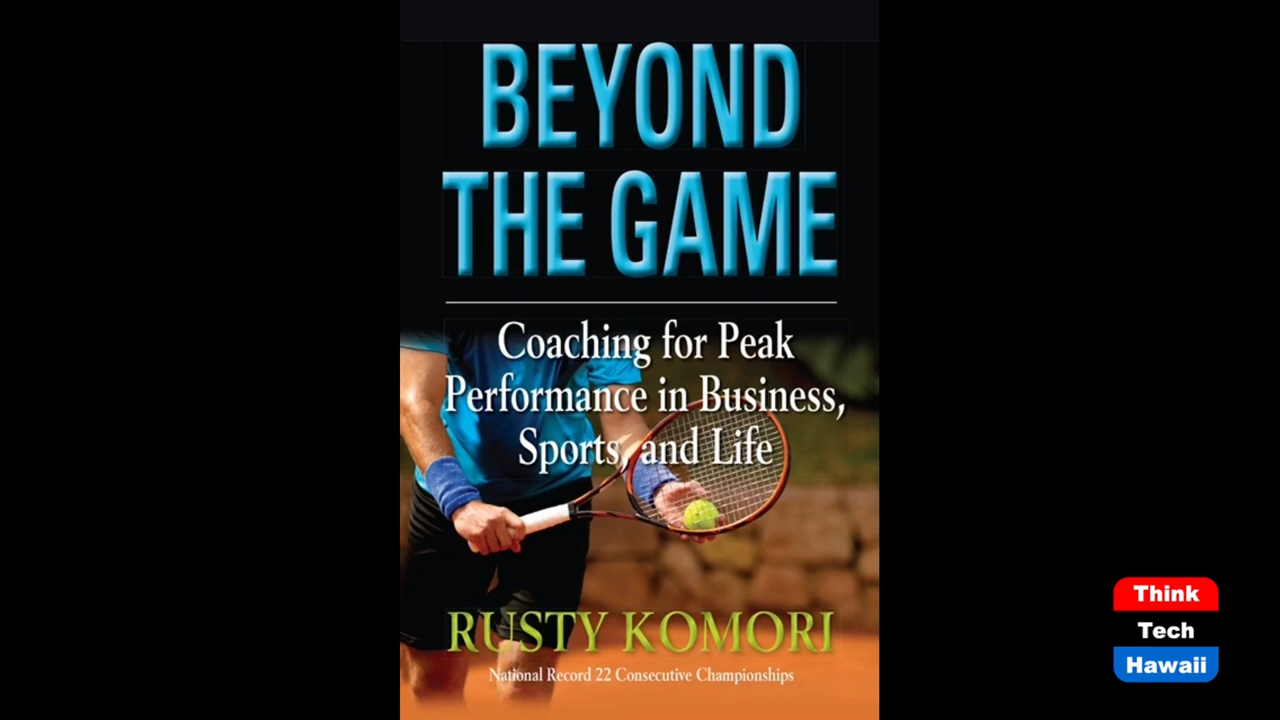 BEYOND
THE GAME
Coaching for Peak
Performance in Business,
Sports, and Life
RUSTY KOMORI
National Record 22 Consecutive Championships
Think
Tech
Hawaii